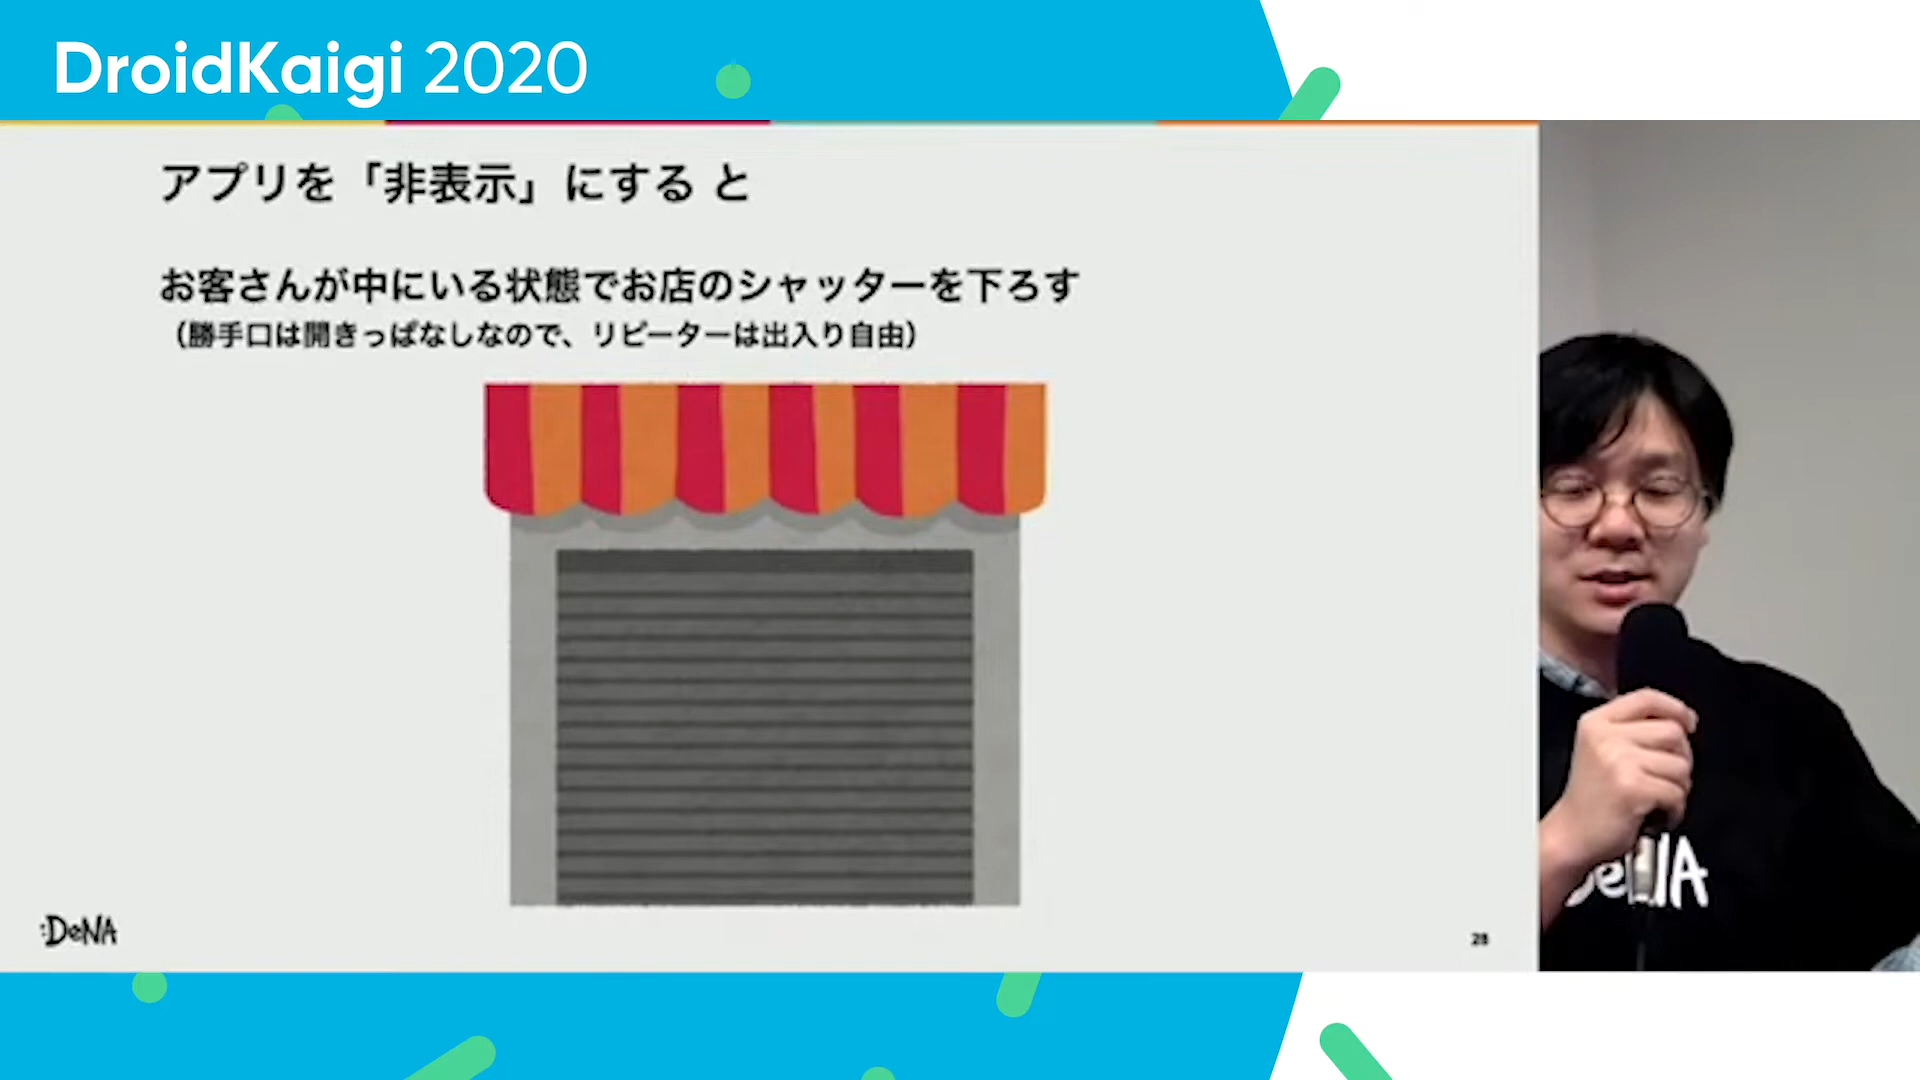 DroidKaigi 2020
アプリを「非表示」にする と
お客さんが中にいる状態でお店のシャッターを下ろす
（勝手口は開きっぱなしなので、リピーターは出入り自由）
:DeNA
28
DeNA